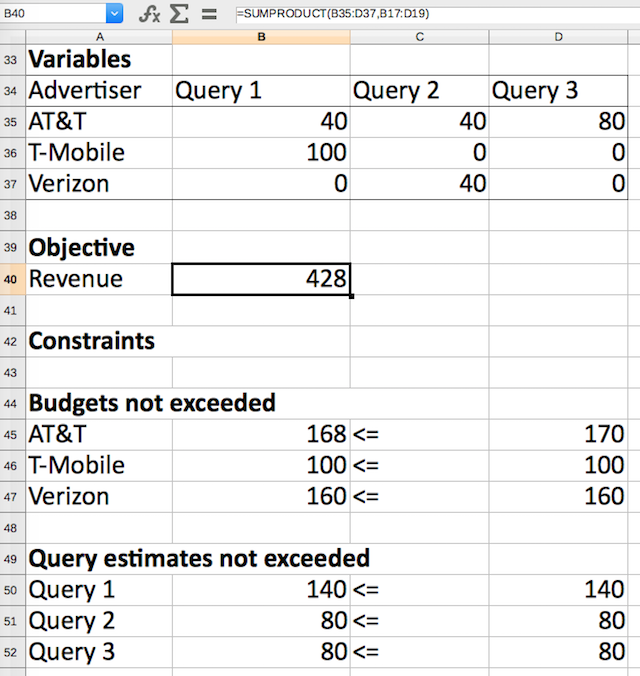 B40 fx Σ = =SUMPRODUCT(B35:D37,B17:D19)
A B C D
33 Variables
34 Advertiser Query 1 Query 2 Query 3
35 AT&T 40 40 80
36 T-Mobile 100 0 0
37 Verizon 0 40 0
38
39 Objective
40 Revenue 428
41
42 Constraints
43
44 Budgets not exceeded
45 AT&T 168 <= 170
46 T-Mobile 100 <= 100
47 Verizon 160 <= 160
48
49 Query estimates not exceeded
50 Query 1 140 <= 140
51 Query 2 80 <= 80
52 Query 3 80 <= 80